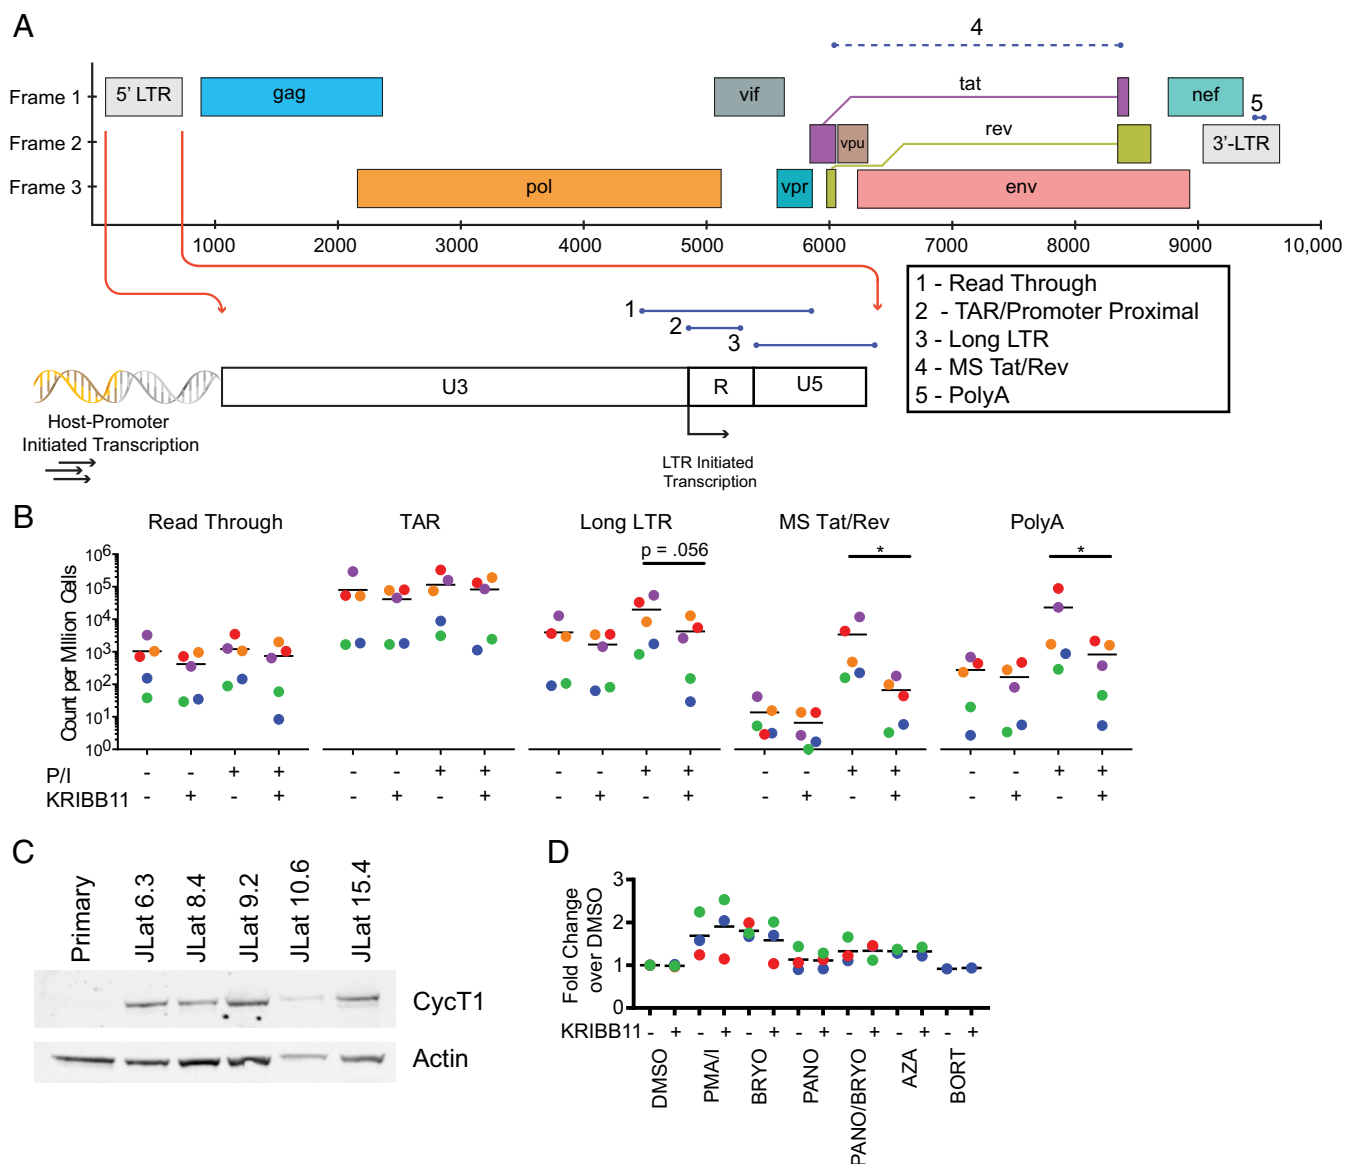 A
4
Frame 1
5' LTR
gag
vif
tat
nef
5
Frame 2
vpu
rev
3'-LTR
Frame 3
pol
vpr
env
1000 2000 3000 4000 5000 6000 7000 8000 9000 10,000
1
2
3
1 - Read Through
2 - TAR/Promoter Proximal
3 - Long LTR
4 - MS Tat/Rev
5 - PolyA
U3
R
U5
Host-Promoter
Initiated Transcription
LTR Initiated
Transcription
B
Read Through
TAR
Long LTR
MS Tat/Rev
PolyA
p = .056
*
*
Count per MIllion Cells
10^6
10^5
10^4
10^3
10^2
10^1
10^0
P/I - - + + - - + + - - + + - - + + - - + +
KRIBB11 - + - + - + - + - + - + - + - + - + - +
C
Primary
JLat 6.3
JLat 8.4
JLat 9.2
JLat 10.6
JLat 15.4
CycT1
Actin
D
Fold Change
over DMSO
3
2
1
0
KRIBB11 - + - + - + - + - + - + - +
DMSO
PMA/I
BRYO
PANO
PANO/BRYO
AZA
BORT